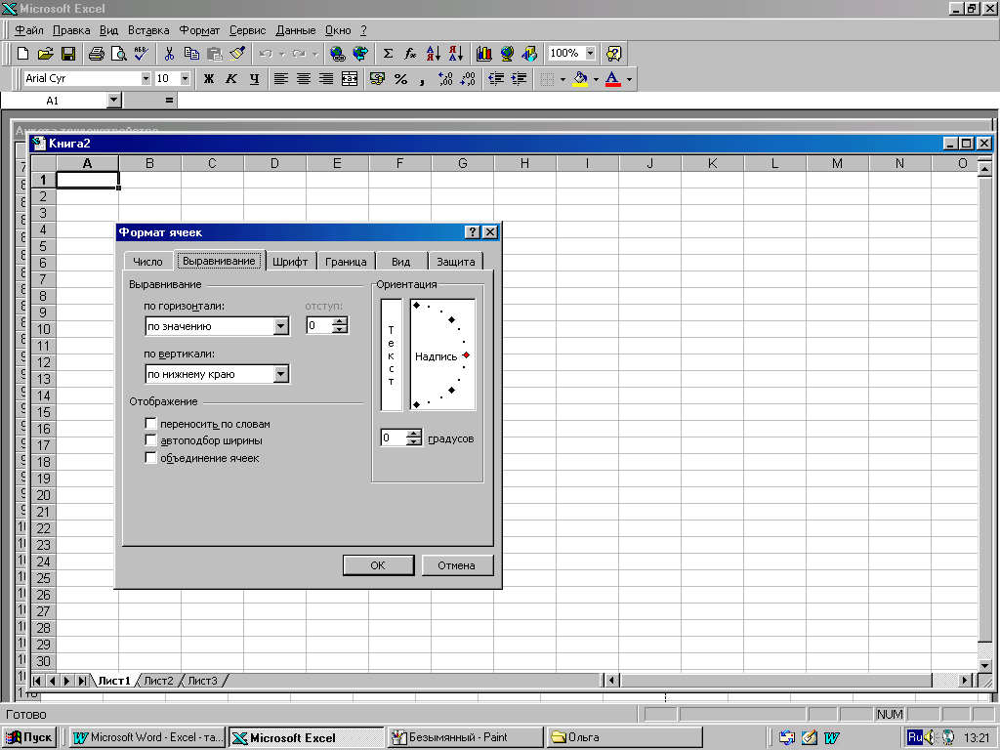 Microsoft Excel
Файл Правка Вид Вставка Формат Сервис Данные Окно ?
100%
Arial Cyr 10 Ж К Ч
A1 =
Анкета трудоустройство
Книга2
A B C D E F G H I J K L M N O
1
2
3
4
5
6
7
8
9
10
11
12
13
14
15
16
17
18
19
20
21
22
23
24
25
26
27
28
29
30
Формат ячеек
Число Выравнивание Шрифт Граница Вид Защита
Выравнивание
по горизонтали: отступ:
по значению 0
по вертикали:
по нижнему краю
Отображение
переносить по словам
автоподбор ширины
объединение ячеек
Ориентация
Текст
Надпись
0 градусов
OK Отмена
Лист1 Лист2 Лист3
Готово NUM
Пуск Microsoft Word - Excel - та... Microsoft Excel Безымянный - Paint Ольга Ru 13:21